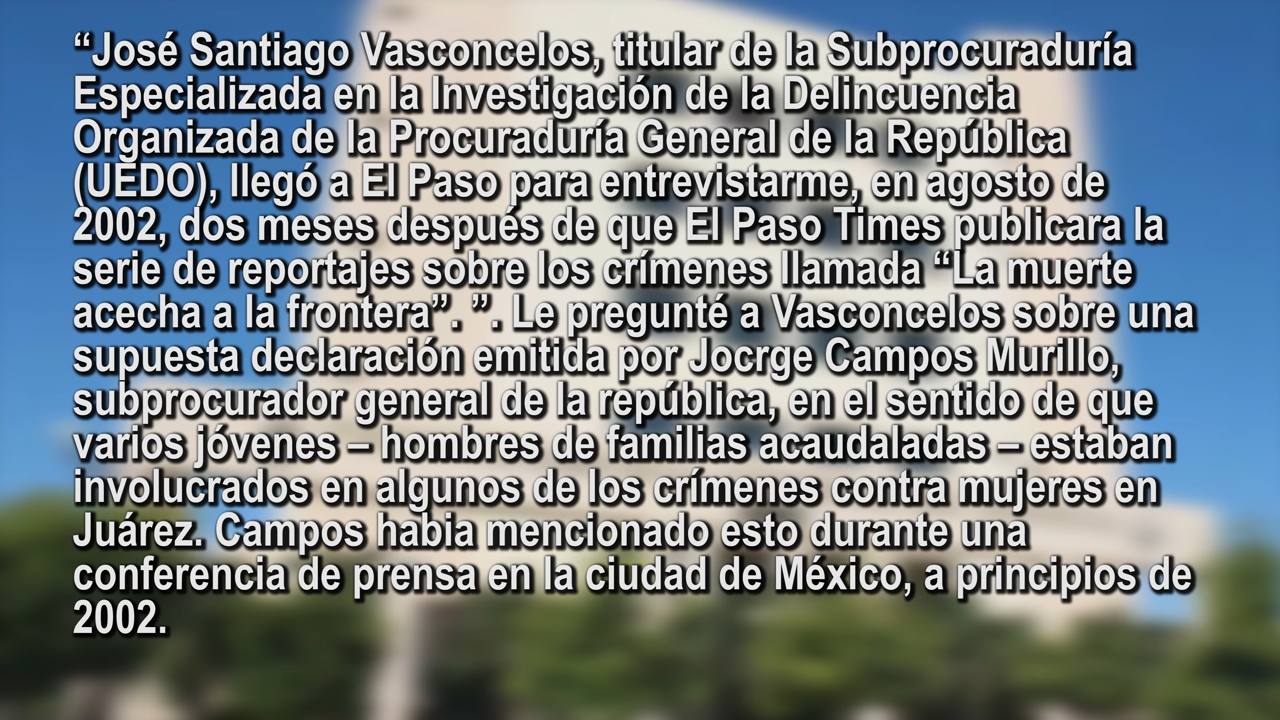 “José Santiago Vasconcelos, titular de la Subprocuraduría
Especializada en la Investigación de la Delincuencia
Organizada de la Procuraduría General de la República
(UEDO), llegó a El Paso para entrevistarme, en agosto de
2002, dos meses después de que El Paso Times publicara la
serie de reportajes sobre los crímenes llamada “La muerte
acecha a la frontera”. ”. Le pregunté a Vasconcelos sobre una
supuesta declaración emitida por Jocrge Campos Murillo,
subprocurador general de la república, en el sentido de que
varios jóvenes – hombres de familias acaudaladas – estaban
involucrados en algunos de los crímenes contra mujeres en
Juárez. Campos habia mencionado esto durante una
conferencia de prensa en la ciudad de México, a principios de
2002.